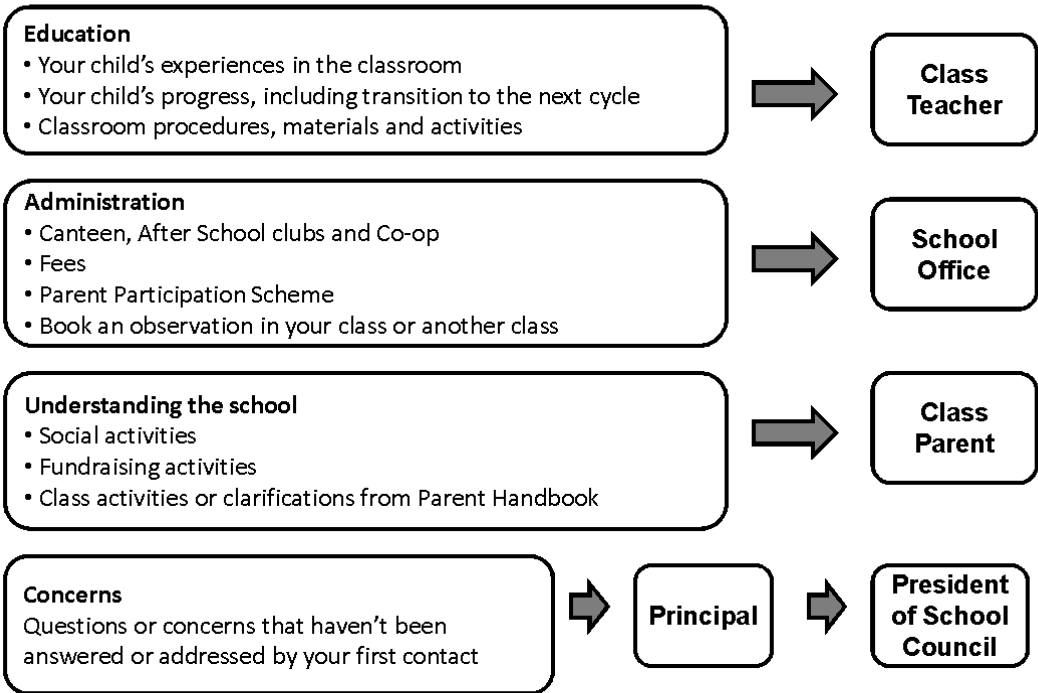 Education
• Your child's experiences in the classroom
• Your child's progress, including transition to the next cycle
• Classroom procedures, materials and activities
Class
Teacher
Administration
• Canteen, After School clubs and Co-op
• Fees
• Parent Participation Scheme
• Book an observation in your class or another class
School
Office
Understanding the school
• Social activities
• Fundraising activities
• Class activities or clarifications from Parent Handbook
Class
Parent
Concerns
Questions or concerns that haven't been
answered or addressed by your first contact
Principal
President
of School
Council